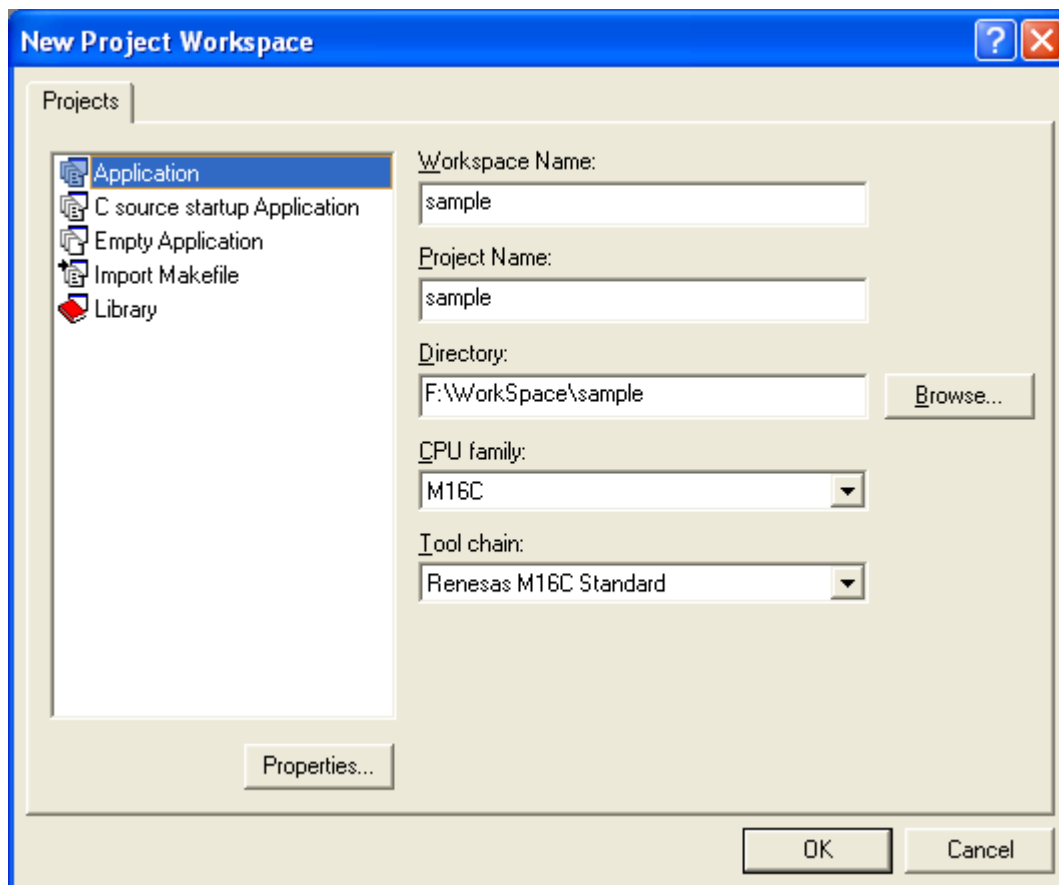 New Project Workspace
Projects
Application
C source startup Application
Empty Application
Import Makefile
Library
Properties...
Workspace Name:
sample
Project Name:
sample
Directory:
F:\WorkSpace\sample
Browse...
CPU family:
M16C
Tool chain:
Renesas M16C Standard
OK
Cancel